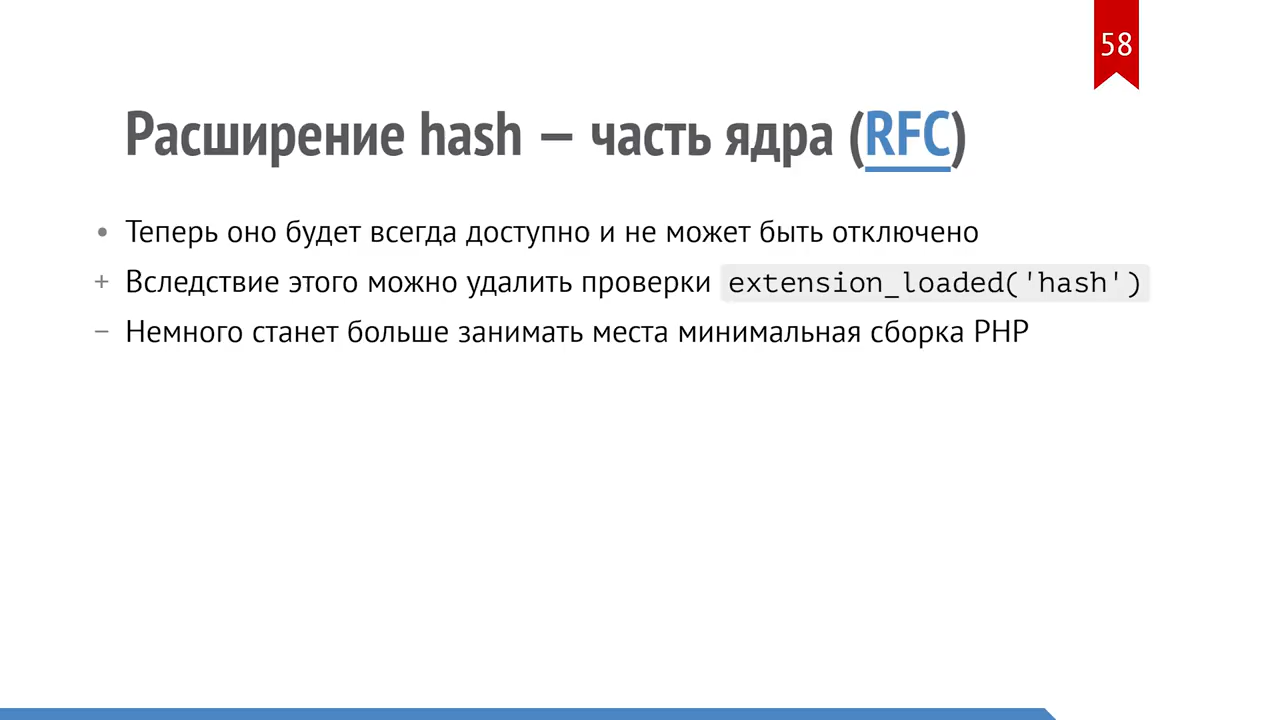 58
Расширение hash — часть ядра (RFC)
• Теперь оно будет всегда доступно и не может быть отключено
+ Вследствие этого можно удалить проверки extension_loaded('hash')
− Немного станет больше занимать места минимальная сборка PHP